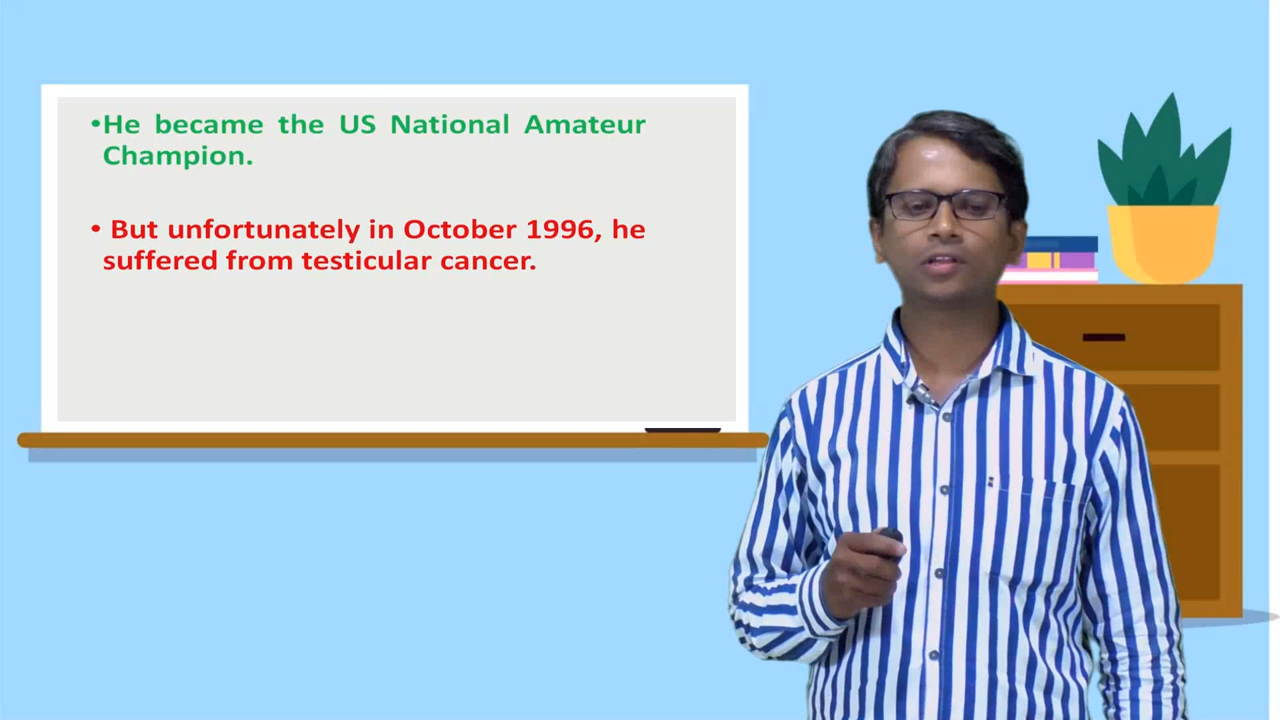 •He became the US National Amateur
Champion.
• But unfortunately in October 1996, he
suffered from testicular cancer.